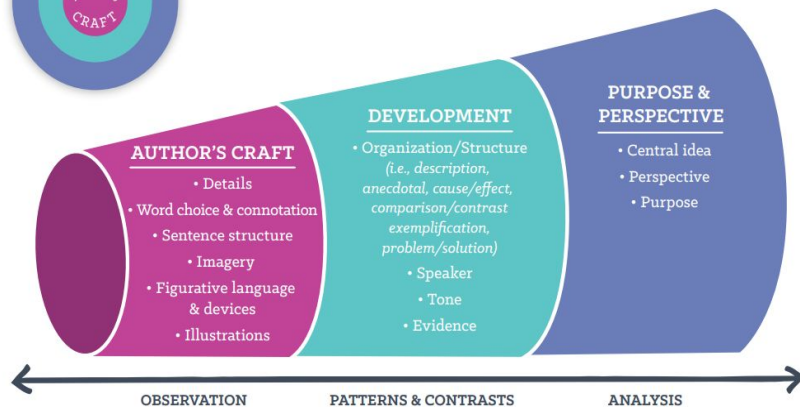 CRAFT
AUTHOR'S CRAFT
• Details
• Word choice & connotation
• Sentence structure
• Imagery
• Figurative language
& devices
• Illustrations
DEVELOPMENT
• Organization/Structure
(i.e., description,
anecdotal, cause/effect,
comparison/contrast
exemplification,
problem/solution)
• Speaker
• Tone
• Evidence
PURPOSE &
PERSPECTIVE
• Central idea
• Perspective
• Purpose
OBSERVATION
PATTERNS & CONTRASTS
ANALYSIS